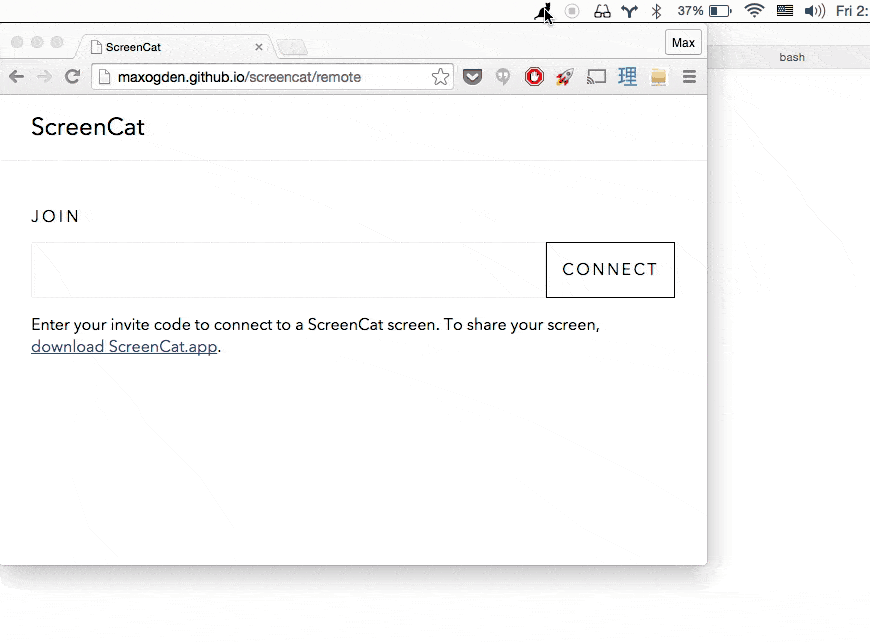 37% Fri 2:
ScreenCat Max
bash
maxogden.github.io/screencat/remote
理
ScreenCat
JOIN
CONNECT
Enter your invite code to connect to a ScreenCat screen. To share your screen,
download ScreenCat.app.